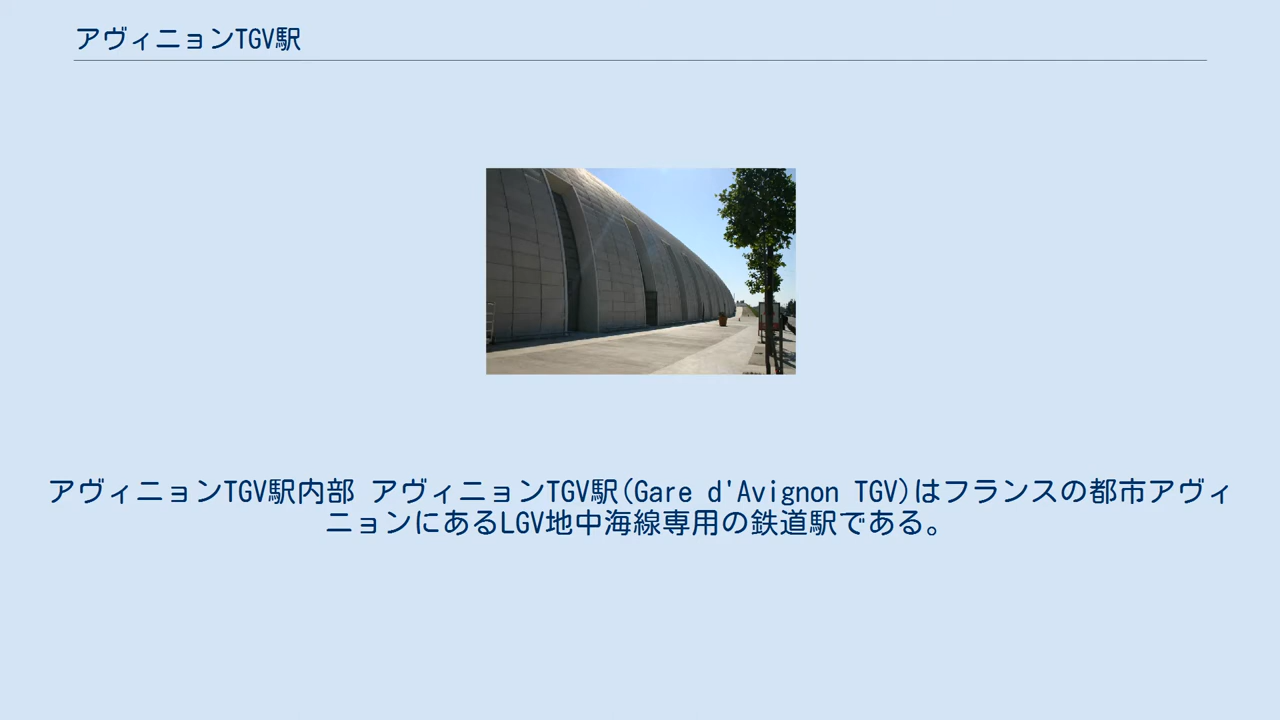 アヴィニョンTGV駅
アヴィニョンTGV駅内部 アヴィニョンTGV駅(Gare d'Avignon TGV)はフランスの都市アヴィ
ニョンにあるLGV地中海線専用の鉄道駅である。